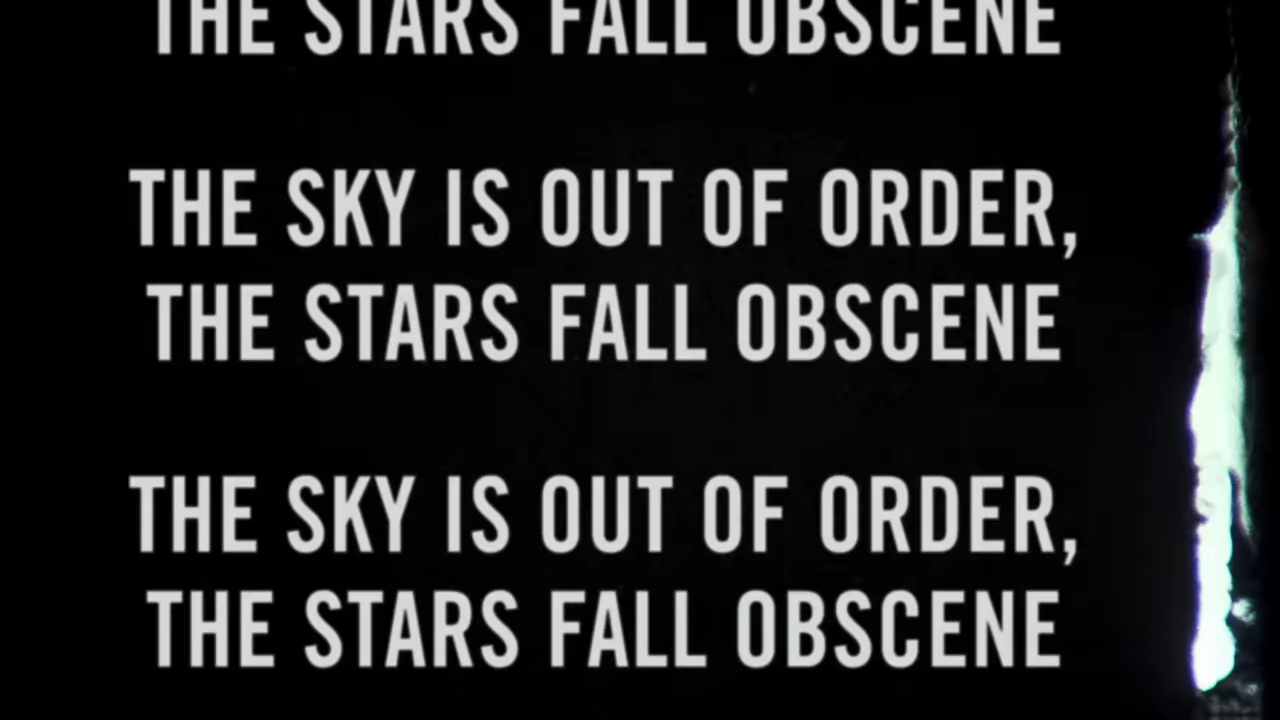 THE STARS FALL OBSCENE
THE SKY IS OUT OF ORDER,
THE STARS FALL OBSCENE
THE SKY IS OUT OF ORDER,
THE STARS FALL OBSCENE